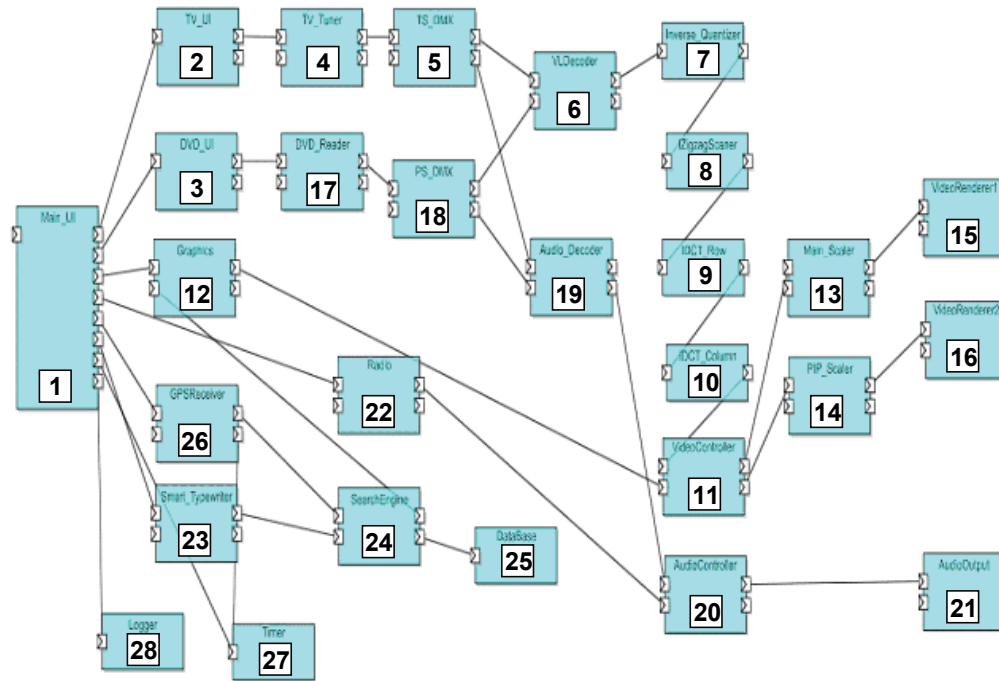 TV_UI
2
TV_Tuner
4
TS_DMX
5
VLDecoder
6
Inverse_Quantizer
7
DVD_UI
3
DVD_Reader
17
PS_DMX
18
IZigzagScaner
8
Main_UI
1
Graphics
12
Audio_Decoder
19
IDCT_Row
9
Main_Scaler
13
VideoRenderer1
15
VideoRenderer2
16
Radio
22
IDCT_Column
10
PIP_Scaler
14
GPSReceiver
26
VideoController
11
Smart_Typewriter
23
SearchEngine
24
DataBase
25
AudioController
20
AudioOutput
21
Logger
28
Timer
27